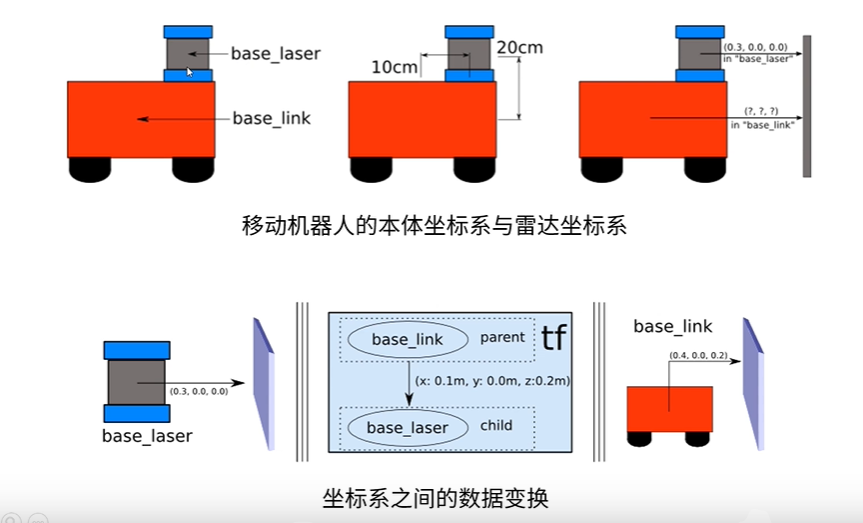 base_laser
base_link
10cm
20cm
(0.3, 0.0, 0.0)
in "base_laser"
(?, ?, ?)
in "base_link"
移动机器人的本体坐标系与雷达坐标系
(0.3, 0.0, 0.0)
base_laser
base_link
parent
tf
(x: 0.1m, y: 0.0m, z:0.2m)
base_laser
child
base_link
(0.4, 0.0, 0.2)
坐标系之间的数据变换